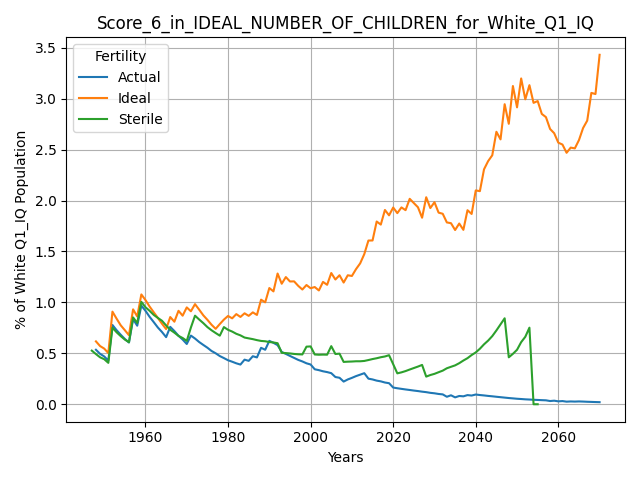 Score_6_in_IDEAL_NUMBER_OF_CHILDREN_for_White_Q1_IQ
Fertility
Actual
Ideal
Sterile
% of White Q1_IQ Population
3.5
3.0
2.5
2.0
1.5
1.0
0.5
0.0
1960 1980 2000 2020 2040 2060
Years